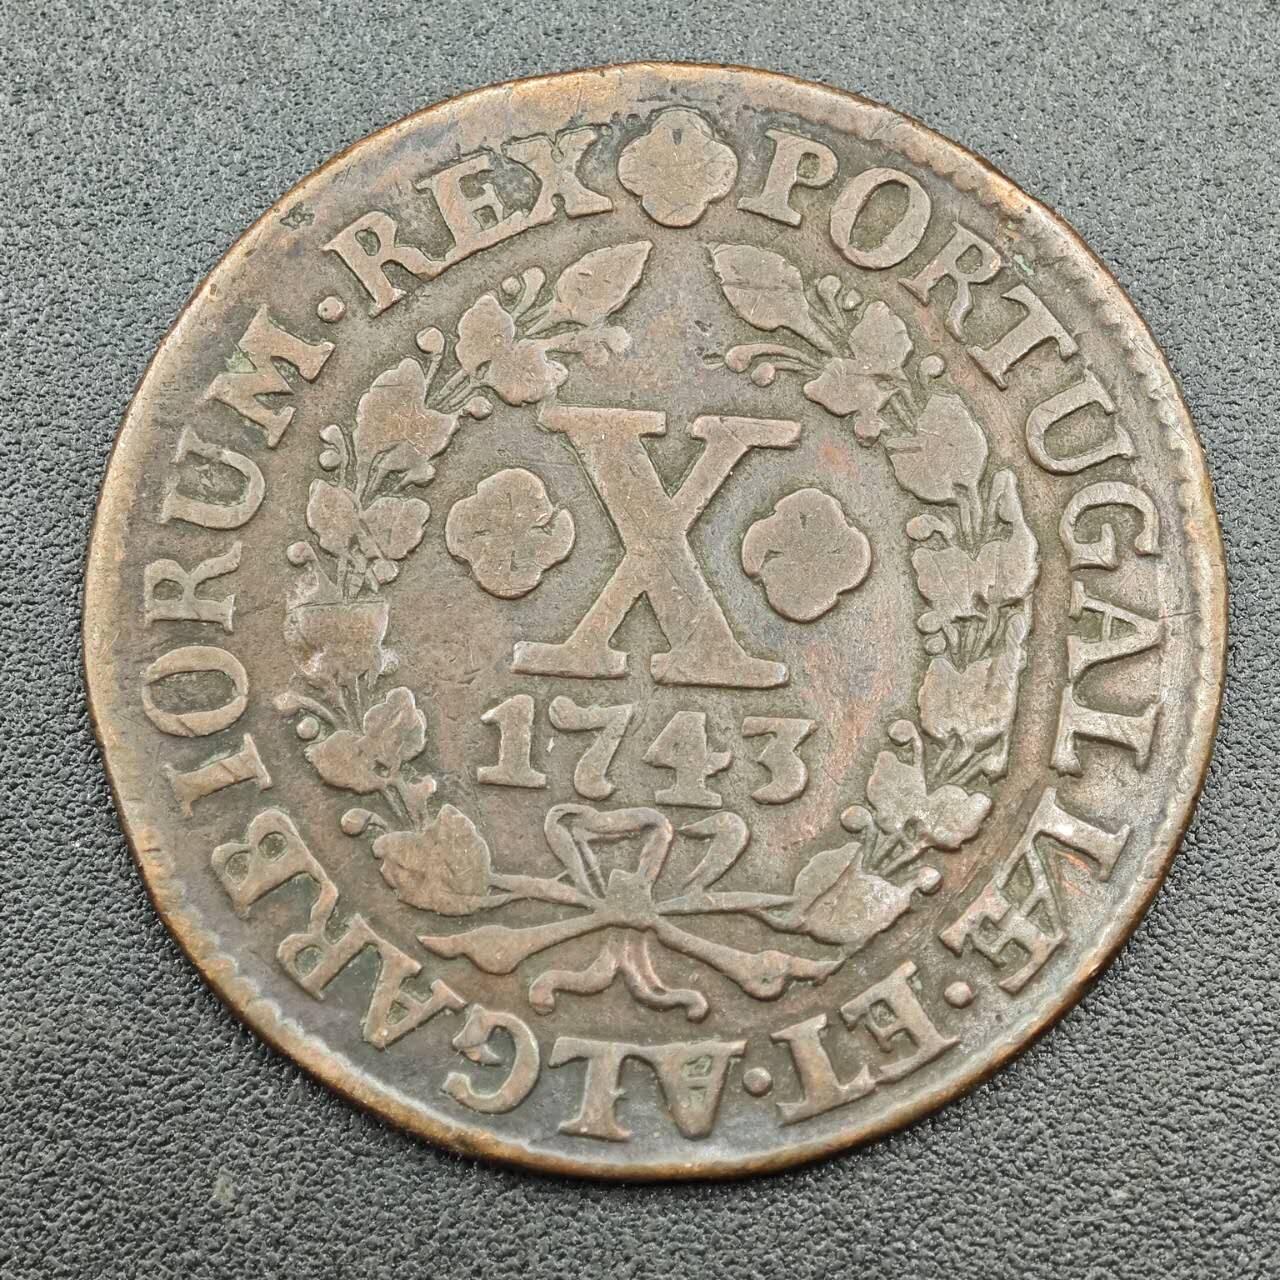 PORTUGALIÆ · ET · ALGARBIORUM · REX
X
1743